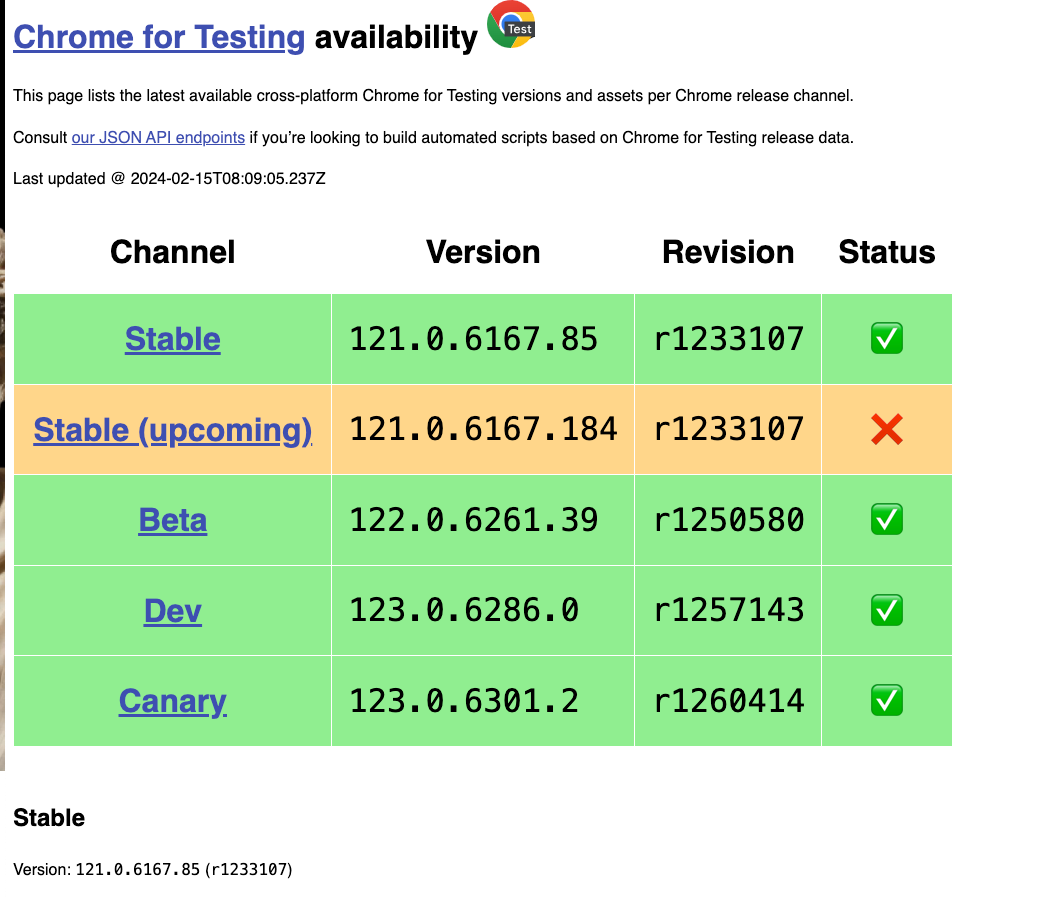 Chrome for Testing availability
Test
This page lists the latest available cross-platform Chrome for Testing versions and assets per Chrome release channel.
Consult our JSON API endpoints if you’re looking to build automated scripts based on Chrome for Testing release data.
Last updated @ 2024-02-15T08:09:05.237Z
Channel Version Revision Status
Stable 121.0.6167.85 r1233107 ✅
Stable (upcoming) 121.0.6167.184 r1233107 ❌
Beta 122.0.6261.39 r1250580 ✅
Dev 123.0.6286.0 r1257143 ✅
Canary 123.0.6301.2 r1260414 ✅
Stable
Version: 121.0.6167.85 (r1233107)